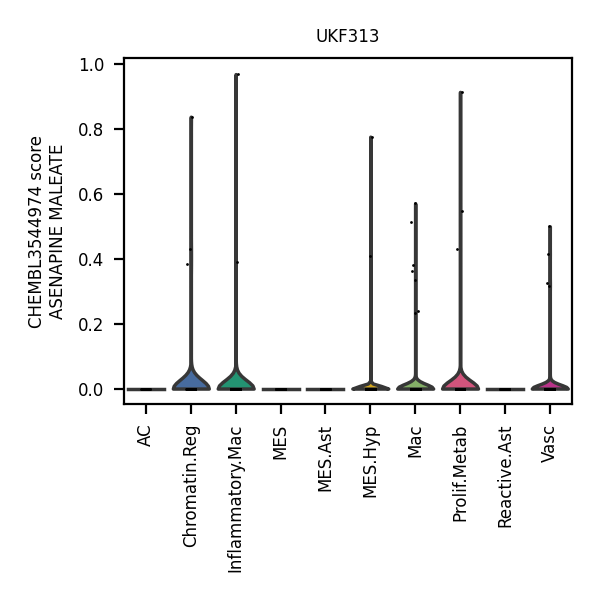 UKF313
CHEMBL3544974 score
ASENAPINE MALEATE
1.0
0.8
0.6
0.4
0.2
0.0
AC
Chromatin.Reg
Inflammatory.Mac
MES
MES.Ast
MES.Hyp
Mac
Prolif.Metab
Reactive.Ast
Vasc